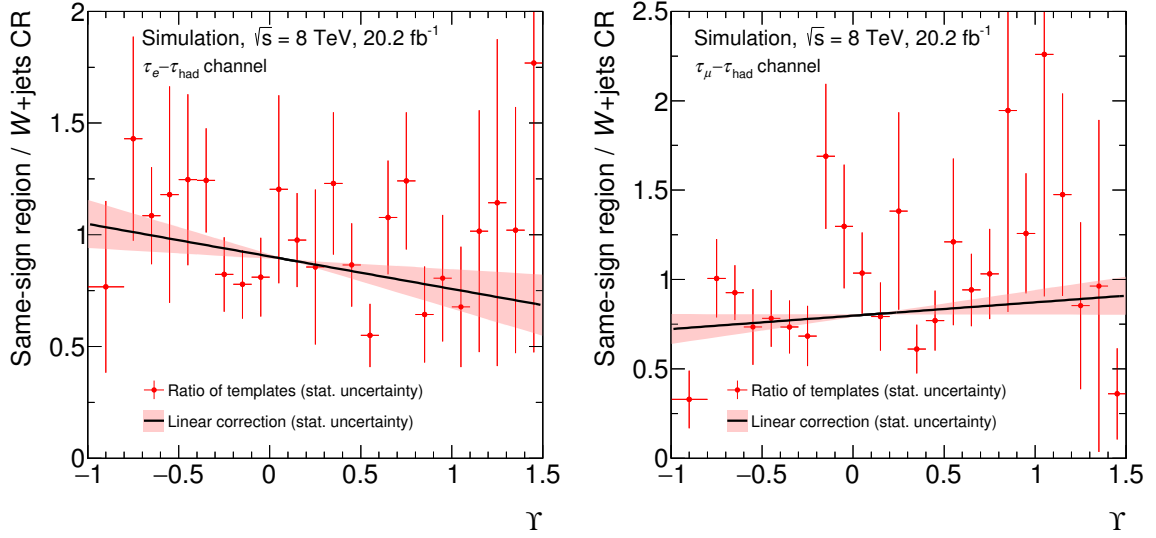 Same-sign region / W+jets CR
2
1.5
1
0.5
0
Simulation, √s = 8 TeV, 20.2 fb⁻¹
τₑ−τhad channel
Ratio of templates (stat. uncertainty)
Linear correction (stat. uncertainty)
−1 −0.5 0 0.5 1 1.5
ϒ
Same-sign region / W+jets CR
2.5
2
1.5
1
0.5
0
Simulation, √s = 8 TeV, 20.2 fb⁻¹
τμ−τhad channel
Ratio of templates (stat. uncertainty)
Linear correction (stat. uncertainty)
−1 −0.5 0 0.5 1 1.5
ϒ